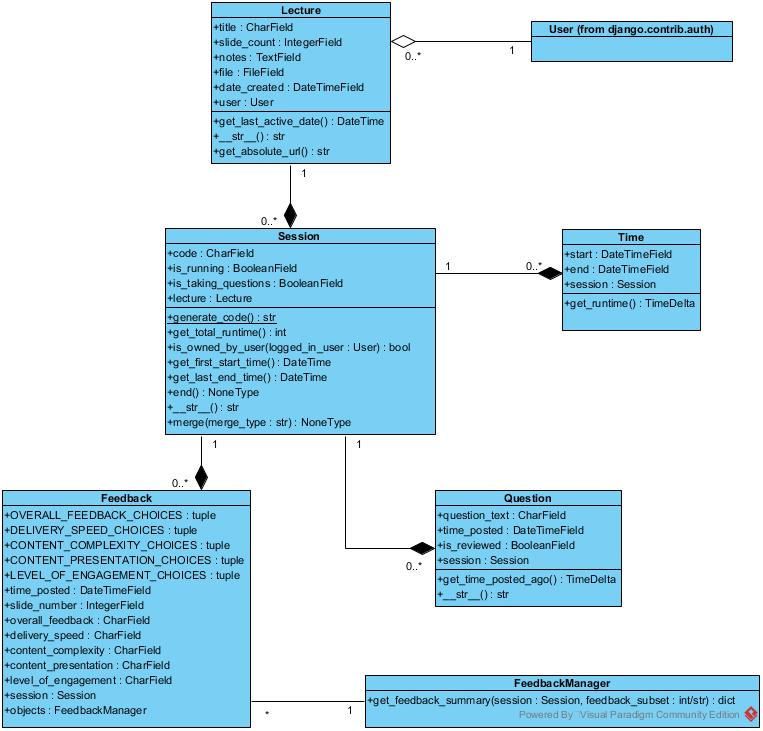 Lecture
+title : CharField
+slide_count : IntegerField
+notes : TextField
+file : FileField
+date_created : DateTimeField
+user : User
+get_last_active_date() : DateTime
+__str__() : str
+get_absolute_url() : str
0..*
1
User (from django.contrib.auth)
1
0..*
Session
+code : CharField
+is_running : BooleanField
+is_taking_questions : BooleanField
+lecture : Lecture
+generate_code() : str
+get_total_runtime() : int
+is_owned_by_user(logged_in_user : User) : bool
+get_first_start_time() : DateTime
+get_last_end_time() : DateTime
+end() : NoneType
+__str__() : str
+merge(merge_type : str) : NoneType
1
0..*
Time
+start : DateTimeField
+end : DateTimeField
+session : Session
+get_runtime() : TimeDelta
1
0..*
1
0..*
Feedback
+OVERALL_FEEDBACK_CHOICES : tuple
+DELIVERY_SPEED_CHOICES : tuple
+CONTENT_COMPLEXITY_CHOICES : tuple
+CONTENT_PRESENTATION_CHOICES : tuple
+LEVEL_OF_ENGAGEMENT_CHOICES : tuple
+time_posted : DateTimeField
+slide_number : IntegerField
+overall_feedback : CharField
+delivery_speed : CharField
+content_complexity : CharField
+content_presentation : CharField
+level_of_engagement : CharField
+session : Session
+objects : FeedbackManager
Question
+question_text : CharField
+time_posted : DateTimeField
+is_reviewed : BooleanField
+session : Session
+get_time_posted_ago() : TimeDelta
+__str__() : str
*
1
FeedbackManager
+get_feedback_summary(session : Session, feedback_subset : int/str) : dict
Powered By Visual Paradigm Community Edition